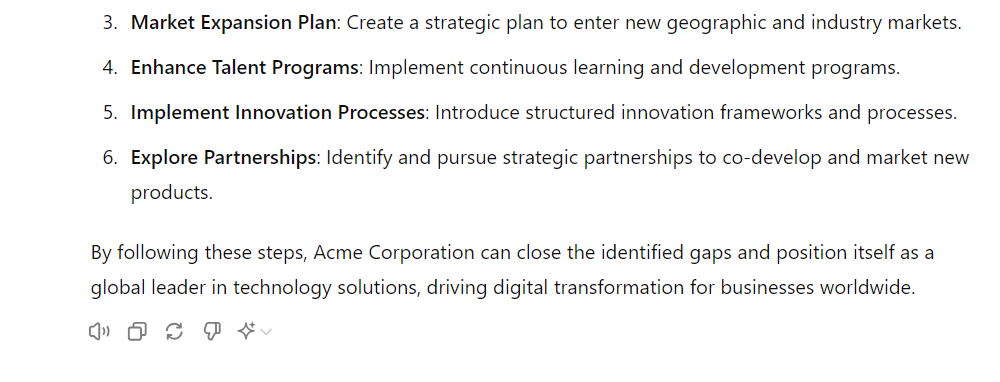 3. Market Expansion Plan: Create a strategic plan to enter new geographic and industry markets.
4. Enhance Talent Programs: Implement continuous learning and development programs.
5. Implement Innovation Processes: Introduce structured innovation frameworks and processes.
6. Explore Partnerships: Identify and pursue strategic partnerships to co-develop and market new
products.
By following these steps, Acme Corporation can close the identified gaps and position itself as a
global leader in technology solutions, driving digital transformation for businesses worldwide.